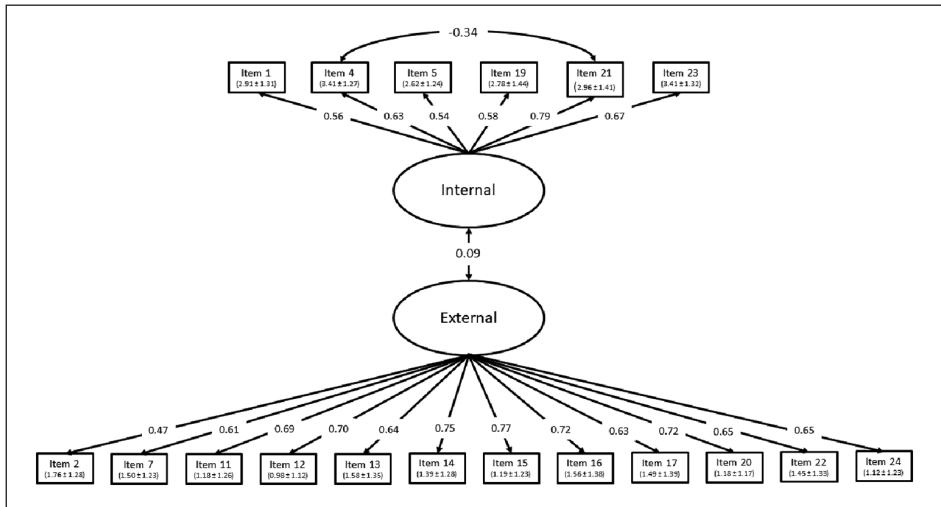 -0.34
Item 1 Item 4 Item 5 Item 19 Item 21 Item 23
(2.91±1.31) (3.41±1.27) (2.62±1.24) (2.78±1.44) (2.96±1.41) (3.41±1.32)
0.56 0.63 0.54 0.58 0.79 0.67
Internal
0.09
External
0.47 0.61 0.69 0.70 0.64 0.75 0.77 0.72 0.63 0.72 0.65 0.65
Item 2 Item 7 Item 11 Item 12 Item 13 Item 14 Item 15 Item 16 Item 17 Item 20 Item 22 Item 24
(1.76±1.28) (1.50±1.23) (1.18±1.26) (0.98±1.12) (1.58±1.35) (1.39±1.28) (1.19±1.23) (1.56±1.38) (1.49±1.39) (1.18±1.17) (1.45±1.33) (1.12±1.23)